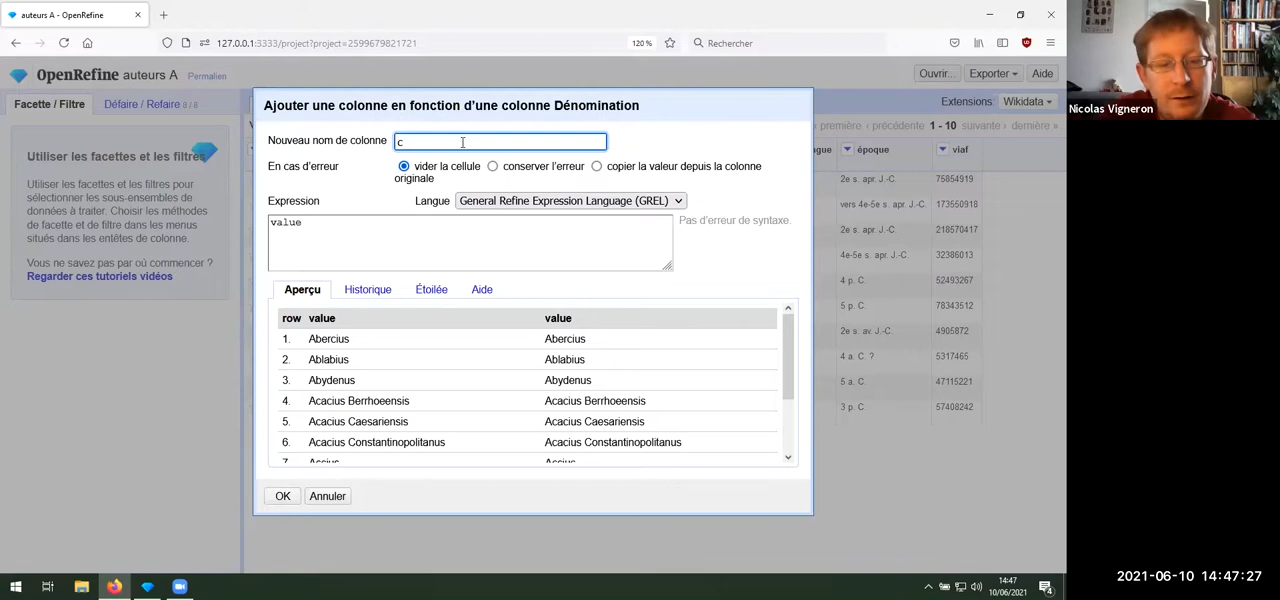 auteurs A - OpenRefine
127.0.0.1:3333/project?project=2599679821721
120 %
Rechercher
OpenRefine auteurs A Permalien
Ouvrir... Exporter Aide
Facette / Filtre
Défaire / Refaire 8 / 8
Extensions: Wikidata
première ‹ précédente 1 - 10 suivante › dernière »
Utiliser les facettes et les filtres
Utiliser les facettes et les filtres pour
sélectionner les sous-ensembles de
données à traiter. Choisir les méthodes
de facette et de filtre dans les menus
situés dans les entêtes de colonne.
Vous ne savez pas par où commencer ?
Regarder ces tutoriels vidéos
Ajouter une colonne en fonction d’une colonne Dénomination
Nouveau nom de colonne c
En cas d’erreur vider la cellule conserver l’erreur copier la valeur depuis la colonne
originale
Expression Langue General Refine Expression Language (GREL)
value
Pas d’erreur de syntaxe.
Aperçu Historique Étoilée Aide
row value value
1. Abercius Abercius
2. Ablabius Ablabius
3. Abydenus Abydenus
4. Acacius Berrhoeensis Acacius Berrhoeensis
5. Acacius Caesariensis Acacius Caesariensis
6. Acacius Constantinopolitanus Acacius Constantinopolitanus
7. Accius Accius
OK Annuler
gue époque viaf
2e s. apr. J.-C. 75854919
vers 4e-5e s. apr. J.-C. 173550918
2e s. apr. J.-C. 218570417
4e-5e s. apr. J.-C. 32386013
4 p. C. 52493267
5 p. C. 78343512
2e s. av. J.-C. 4905872
4 a. C. ? 5317465
5 a. C. 47115221
3 p. C. 57408242
Nicolas Vigneron
14:47
10/06/2021
4
2021-06-10 14:47:27